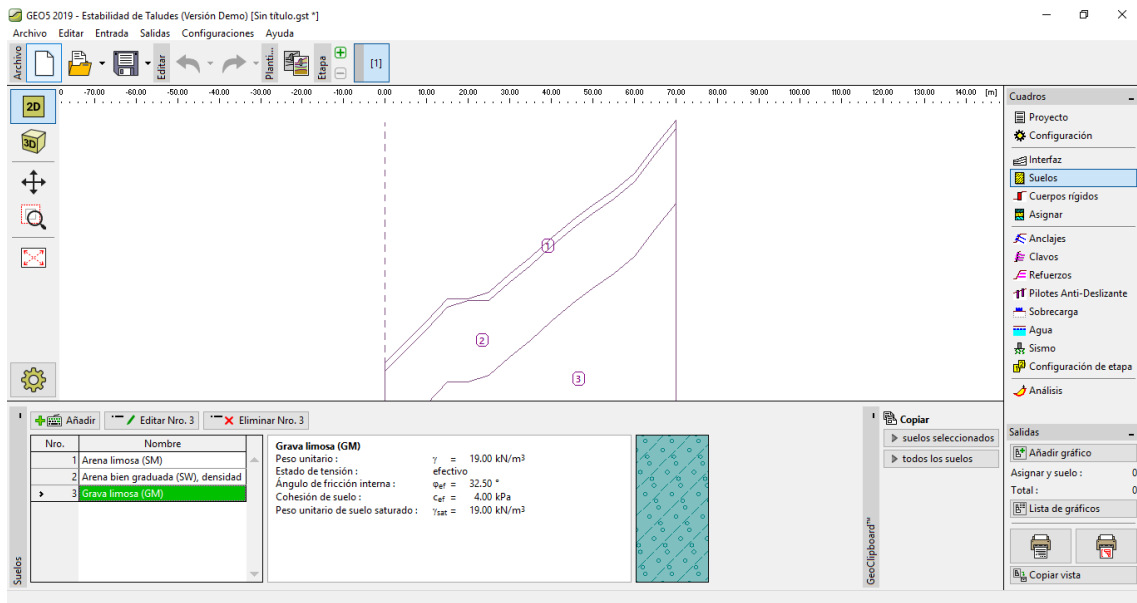 GEO5 2019 - Estabilidad de Taludes (Versión Demo) [Sin título.gst *]
Archivo Editar Entrada Salidas Configuraciones Ayuda
Archivo
Editar
Planti...
Etapa
[1]
0 -70.00 -60.00 -50.00 -40.00 -30.00 -20.00 -10.00 0.00 10.00 20.00 30.00 40.00 50.00 60.00 70.00 80.00 90.00 100.00 110.00 120.00 130.00 140.00 [m]
2D
3D
1
2
3
Cuadros
Proyecto
Configuración
Interfaz
Suelos
Cuerpos rígidos
Asignar
Anclajes
Clavos
Refuerzos
Pilotes Anti-Deslizante
Sobrecarga
Agua
Sismo
Configuración de etapa
Análisis
Añadir Editar Nro. 3 Eliminar Nro. 3
Nro. Nombre
1 Arena limosa (SM)
2 Arena bien graduada (SW), densidad
3 Grava limosa (GM)
Suelos
Grava limosa (GM)
Peso unitario : γ = 19.00 kN/m3
Estado de tensión : efectivo
Ángulo de fricción interna : φef = 32.50 °
Cohesión de suelo : cef = 4.00 kPa
Peso unitario de suelo saturado : γsat = 19.00 kN/m3
GeoClipboard™
Copiar
suelos seleccionados
todos los suelos
Salidas
Añadir gráfico
Asignar y suelo : 0
Total : 0
Lista de gráficos
Copiar vista